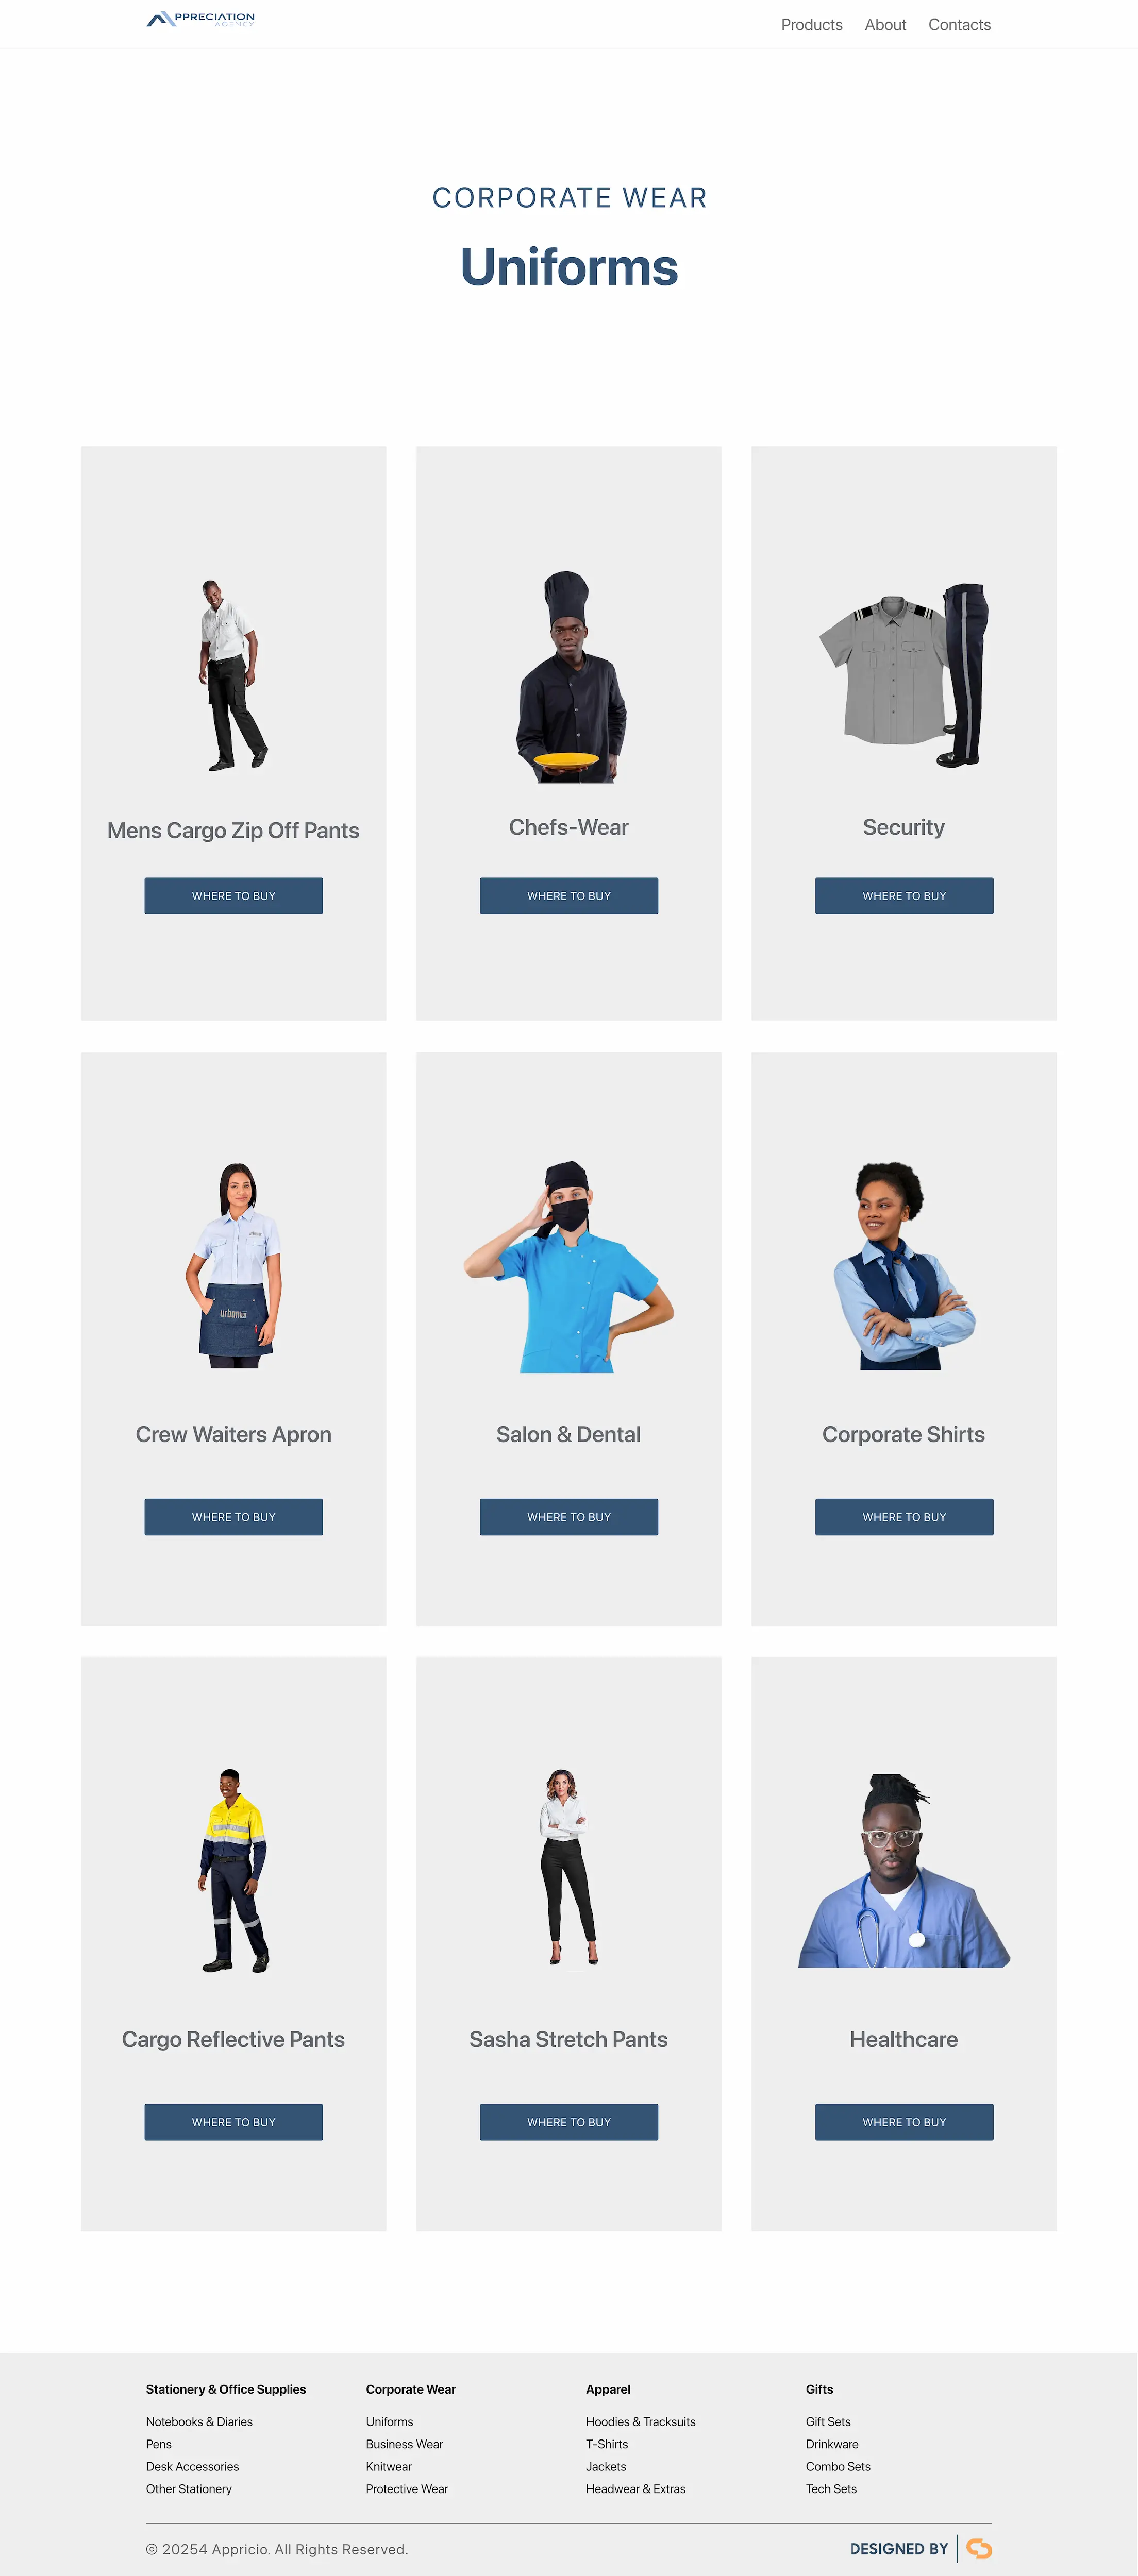 PPRECIATION
AGENCY
Products About Contacts
CORPORATE WEAR
Uniforms
Mens Cargo Zip Off Pants
WHERE TO BUY
Chefs-Wear
WHERE TO BUY
Security
WHERE TO BUY
urban
Crew Waiters Apron
WHERE TO BUY
Salon & Dental
WHERE TO BUY
Corporate Shirts
WHERE TO BUY
Cargo Reflective Pants
WHERE TO BUY
Sasha Stretch Pants
WHERE TO BUY
Healthcare
WHERE TO BUY
Stationery & Office Supplies
Notebooks & Diaries
Pens
Desk Accessories
Other Stationery
Corporate Wear
Uniforms
Business Wear
Knitwear
Protective Wear
Apparel
Hoodies & Tracksuits
T-Shirts
Jackets
Headwear & Extras
Gifts
Gift Sets
Drinkware
Combo Sets
Tech Sets
© 20254 Appricio. All Rights Reserved.
DESIGNED BY